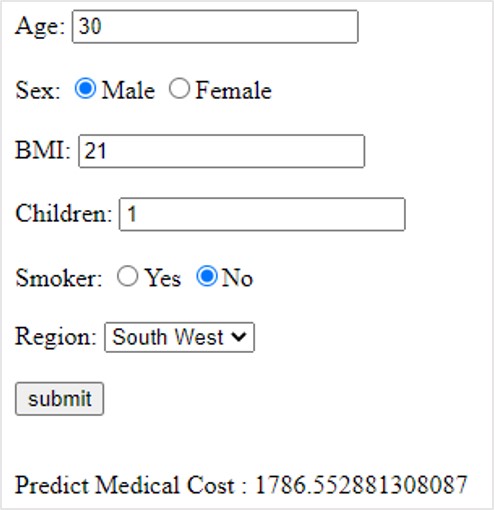 Age: 30
Sex: Male Female
BMI: 21
Children: 1
Smoker: Yes No
Region: South West
submit
Predict Medical Cost : 1786.552881308087